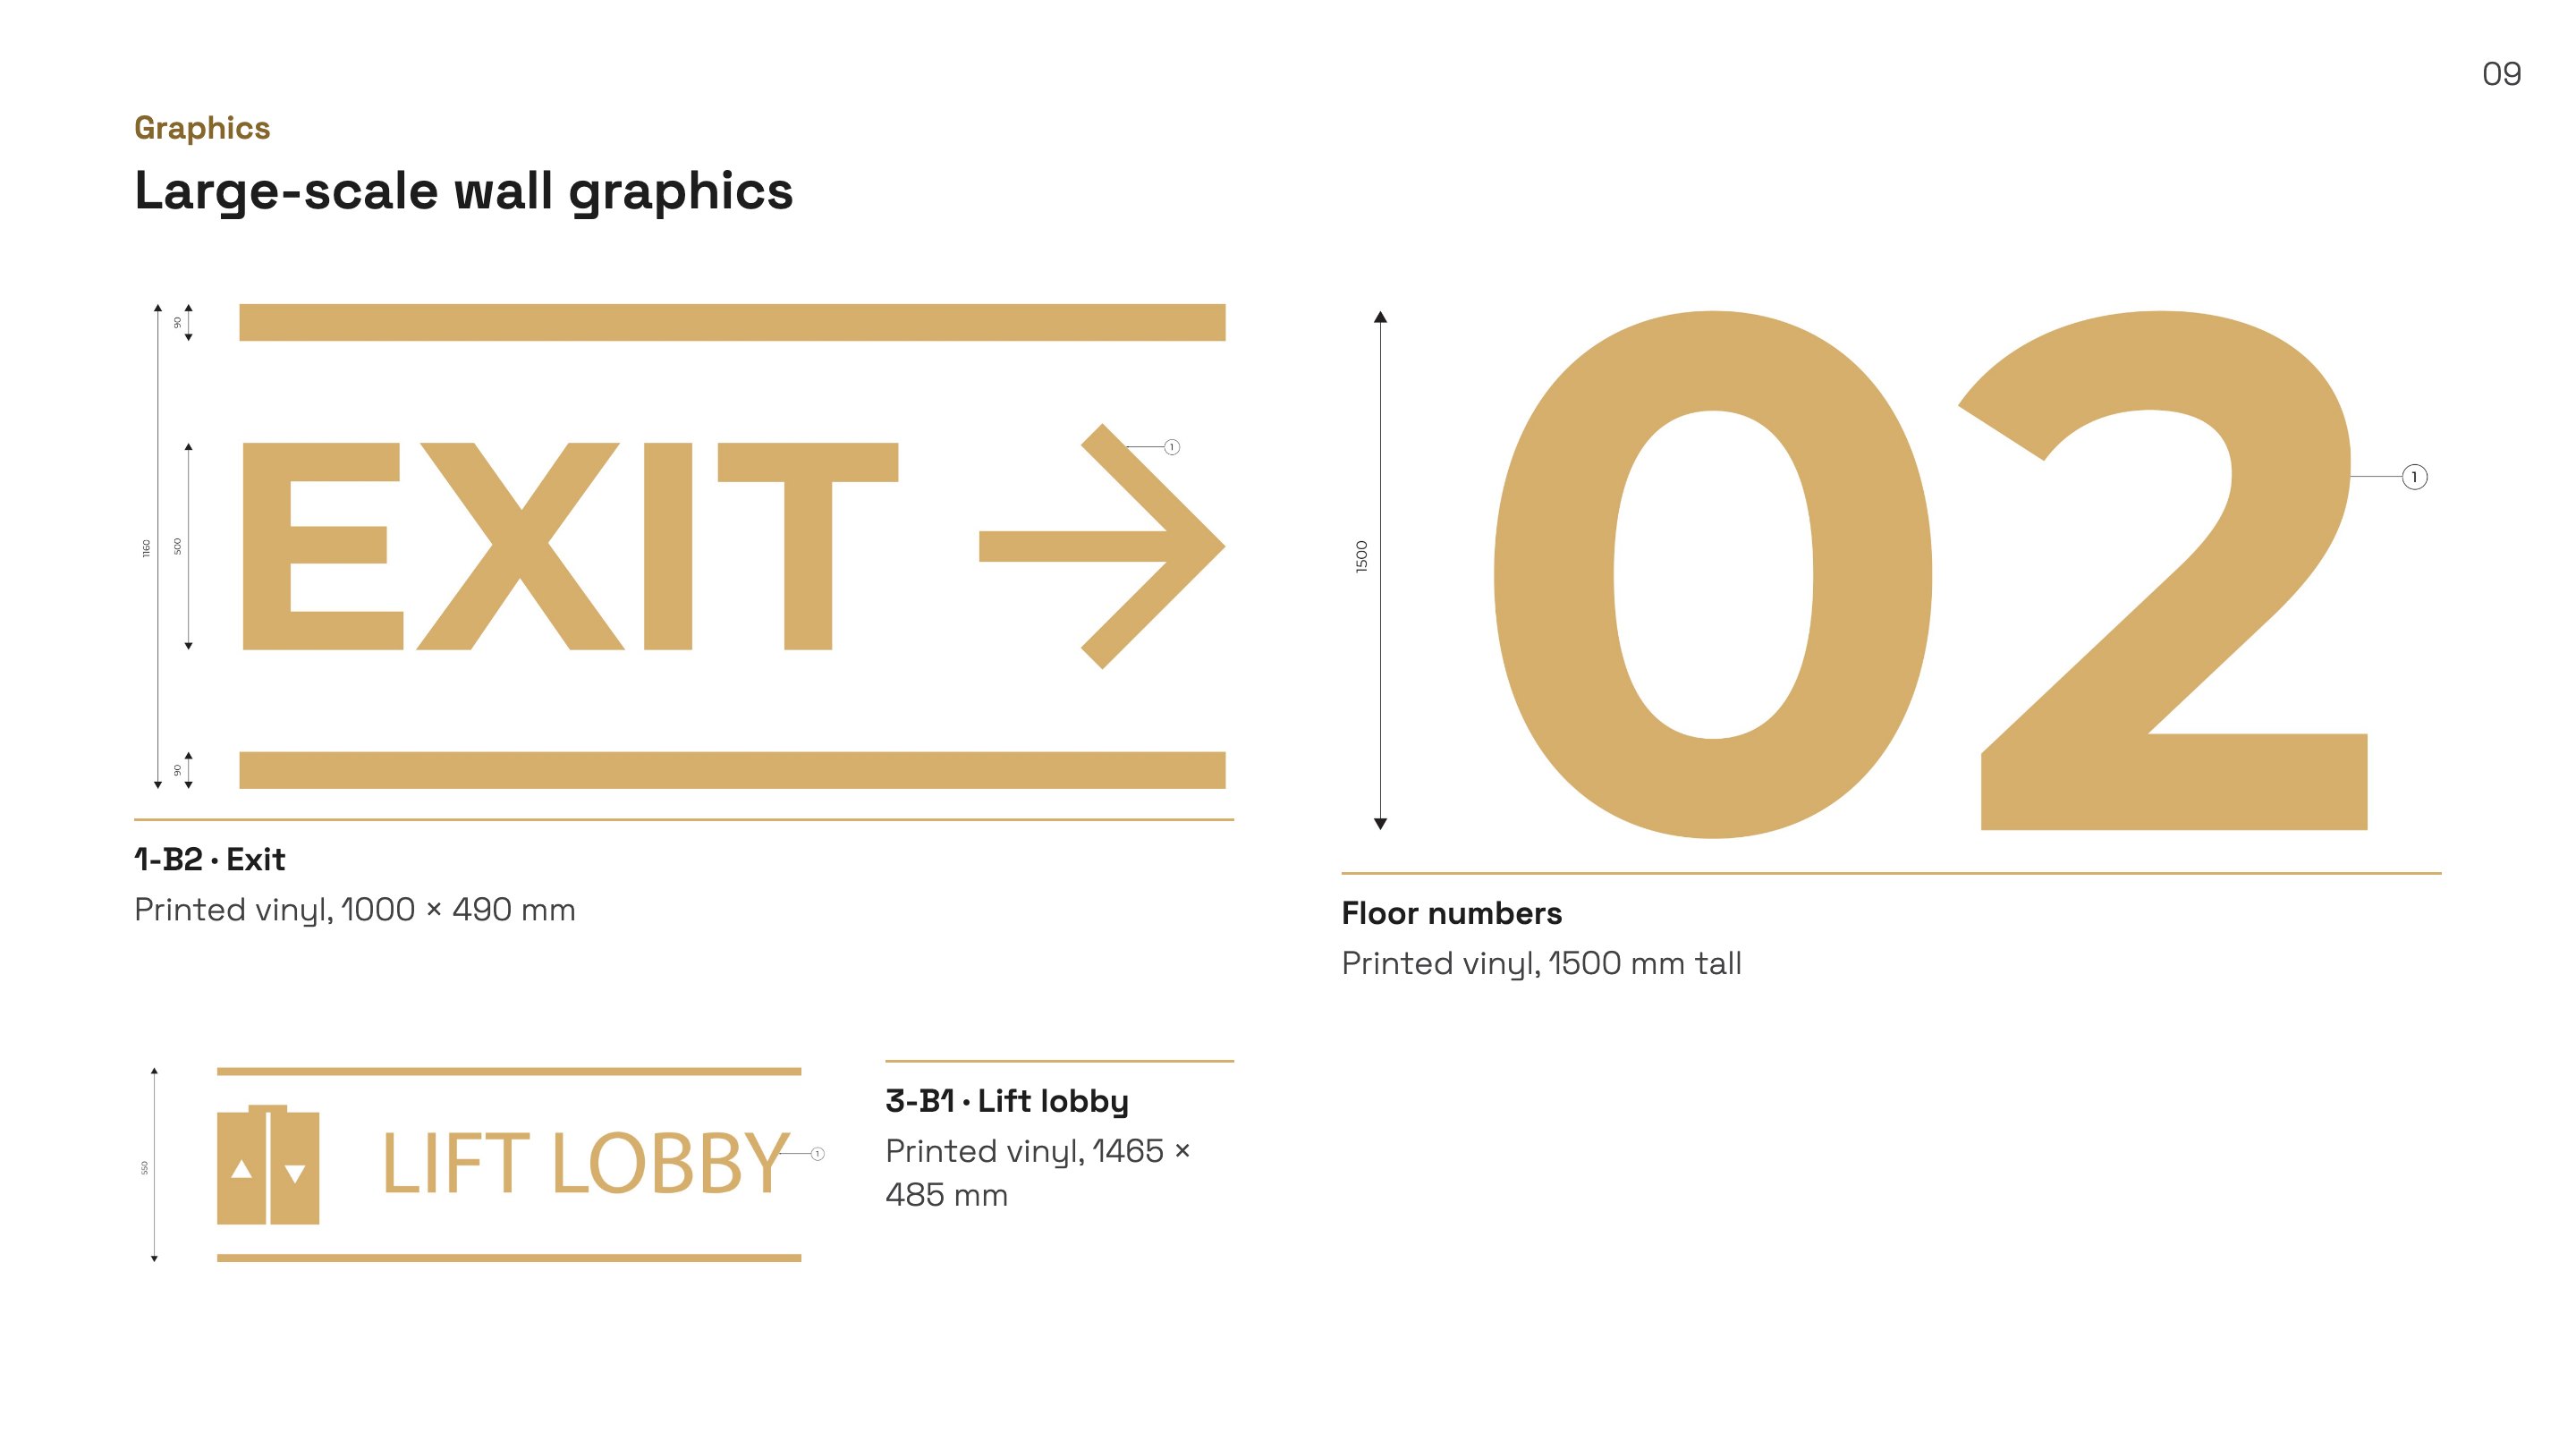 09
Graphics
Large-scale wall graphics
90
1160
500
EXIT
1
90
1-B2 · Exit
Printed vinyl, 1000 × 490 mm
1500
02
1
Floor numbers
Printed vinyl, 1500 mm tall
550
LIFT LOBBY
1
3-B1 · Lift lobby
Printed vinyl, 1465 ×
485 mm